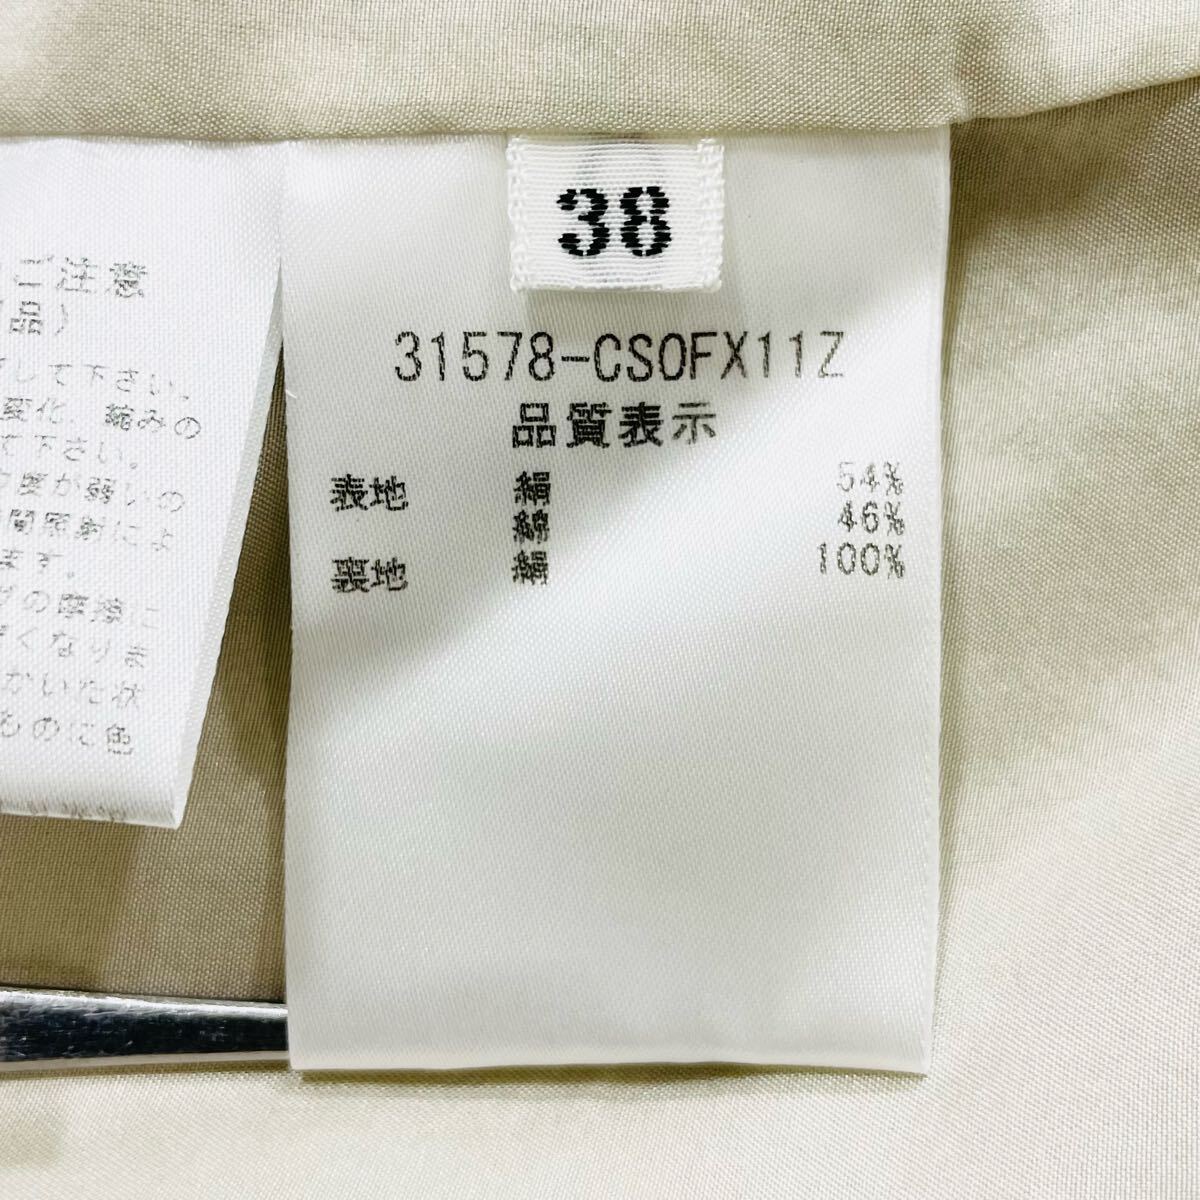 38
31578-CSOFX11Z
品質表示
表地 絹 54%
綿 46%
裏地 絹 100%
ご注意
品）
して下さい。
変化、縮みの
て下さい。
度が弱いの
間照射によ
ます。
の摩擦に
くなりま
かいた状
ものに色